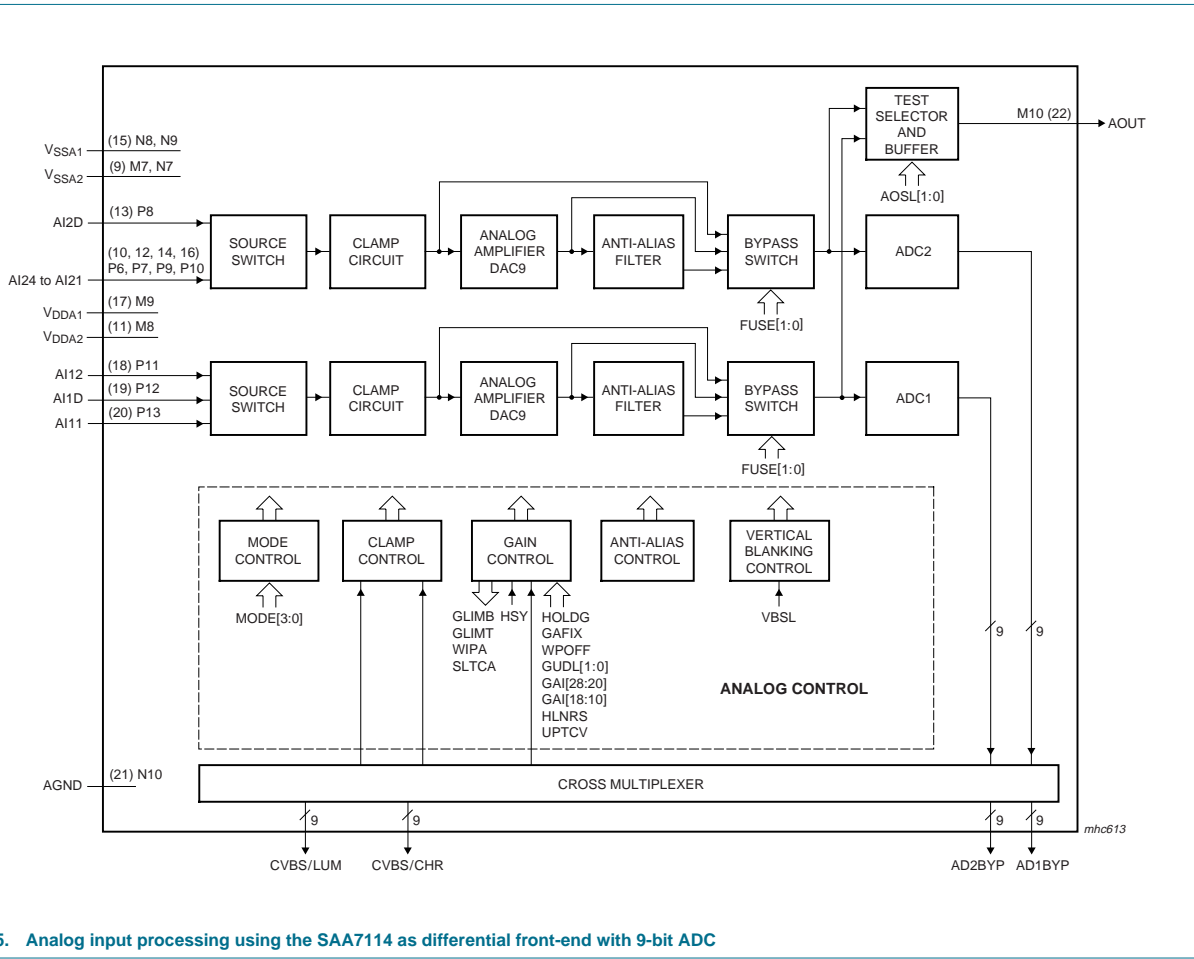 TEST
SELECTOR
AND
BUFFER
M10 (22)
AOUT
AOSL[1:0]
VSSA1
(15) N8, N9
VSSA2
(9) M7, N7
AI2D
(13) P8
(10, 12, 14, 16)
AI24 to AI21
P6, P7, P9, P10
SOURCE
SWITCH
CLAMP
CIRCUIT
ANALOG
AMPLIFIER
DAC9
ANTI-ALIAS
FILTER
BYPASS
SWITCH
ADC2
FUSE[1:0]
VDDA1
(17) M9
VDDA2
(11) M8
AI12
(18) P11
AI1D
(19) P12
AI11
(20) P13
SOURCE
SWITCH
CLAMP
CIRCUIT
ANALOG
AMPLIFIER
DAC9
ANTI-ALIAS
FILTER
BYPASS
SWITCH
ADC1
FUSE[1:0]
MODE
CONTROL
CLAMP
CONTROL
GAIN
CONTROL
ANTI-ALIAS
CONTROL
VERTICAL
BLANKING
CONTROL
MODE[3:0]
GLIMB
GLIMT
WIPA
SLTCA
HSY
HOLDG
GAFIX
WPOFF
GUDL[1:0]
GAI[28:20]
GAI[18:10]
HLNRS
UPTCV
VBSL
9
9
ANALOG CONTROL
AGND
(21) N10
CROSS MULTIPLEXER
9
9
9
9
mhc613
CVBS/LUM
CVBS/CHR
AD2BYP
AD1BYP
5. Analog input processing using the SAA7114 as differential front-end with 9-bit ADC